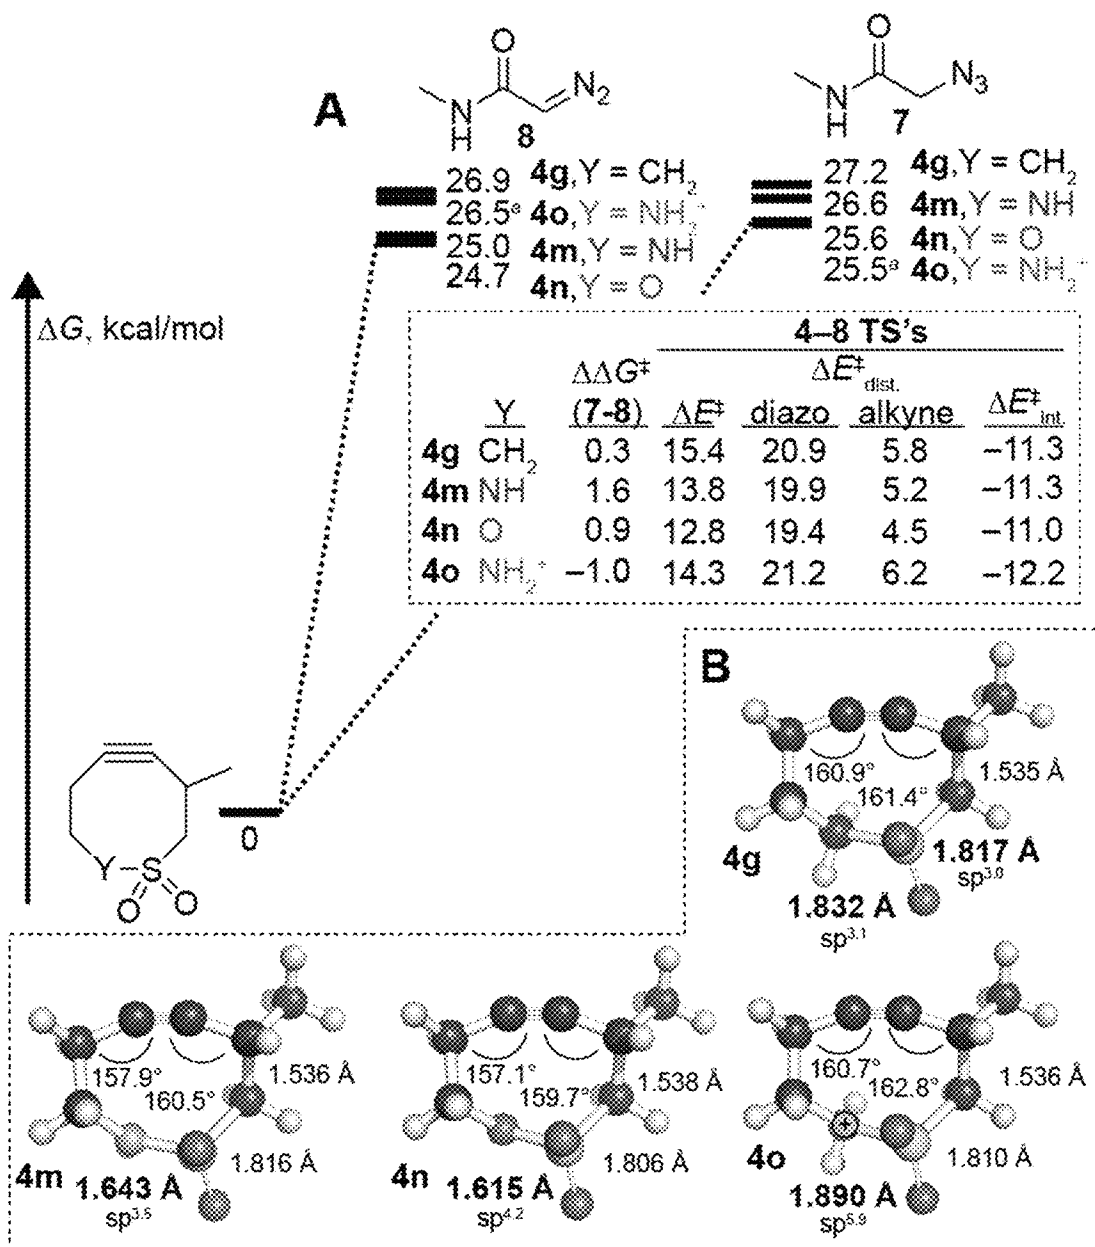 A
O
N
H
N₂
8
O
N
H
N₃
7
26.9 4g,Y = CH₂
26.5ᵃ 4o,Y = NH₂⁺
25.0 4m,Y = NH
24.7 4n,Y = O
27.2 4g,Y = CH₂
26.6 4m,Y = NH
25.6 4n,Y = O
25.5ᵃ 4o,Y = NH₂⁺
ΔG, kcal/mol
4–8 TS's
ΔΔG‡ ΔE‡dist.
Y (7-8) ΔE‡ diazo alkyne ΔE‡int.
4g CH₂ 0.3 15.4 20.9 5.8 –11.3
4m NH 1.6 13.8 19.9 5.2 –11.3
4n O 0.9 12.8 19.4 4.5 –11.0
4o NH₂⁺ –1.0 14.3 21.2 6.2 –12.2
0
Y
S
O
O
B
160.9°
161.4°
1.535 Å
4g
1.817 Å
sp³·⁰
1.832 Å
sp³·¹
157.9°
160.5°
1.536 Å
1.816 Å
4m 1.643 Å
sp³·⁵
157.1°
159.7°
1.538 Å
1.806 Å
4n 1.615 Å
sp⁴·²
160.7°
162.8°
1.536 Å
+
1.810 Å
4o
1.890 Å
sp⁵·⁹